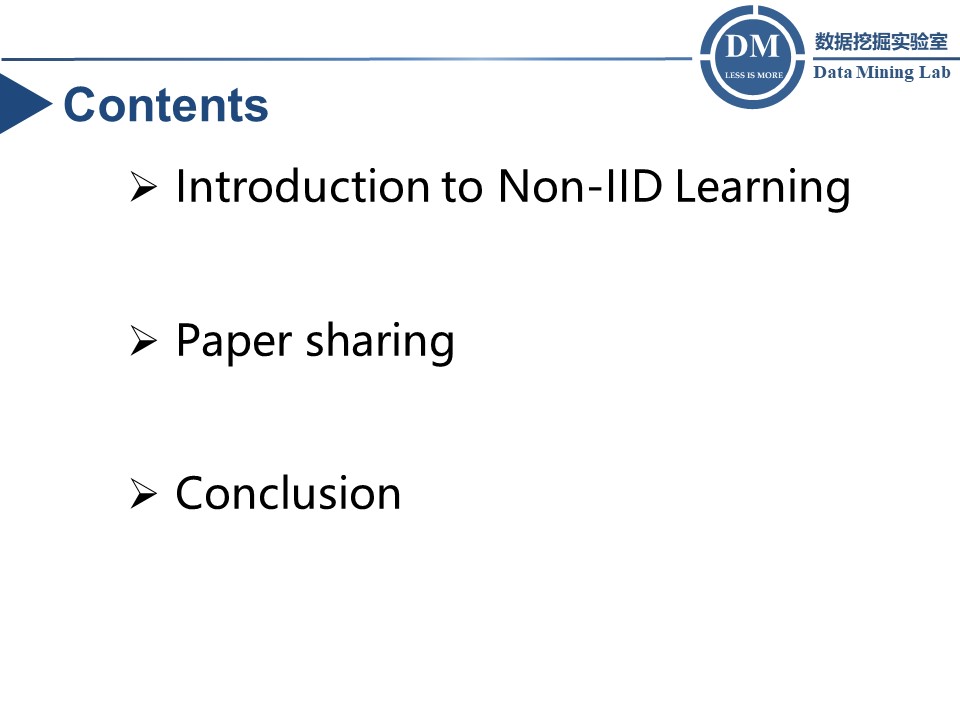 DM
LESS IS MORE
数据挖掘实验室
Data Mining Lab
Contents
Introduction to Non-IID Learning
Paper sharing
Conclusion